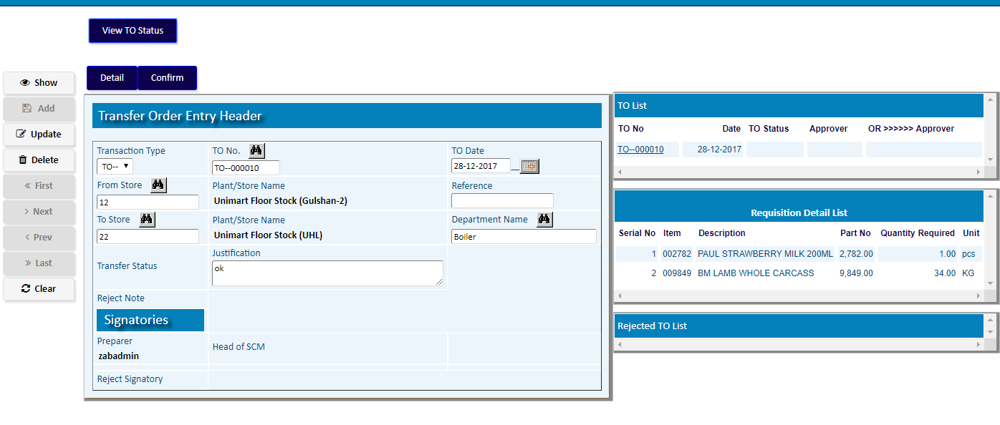 View TO Status
Detail Confirm
Show
Add
Update
Delete
« First
> Next
< Prev
» Last
Clear
Transfer Order Entry Header
Transaction Type TO No. TO Date
TO-- TO--000010 28-12-2017
From Store Plant/Store Name Reference
12 Unimart Floor Stock (Gulshan-2)
To Store Plant/Store Name Department Name
22 Unimart Floor Stock (UHL) Boiler
Justification
Transfer Status ok
Reject Note
Signatories
Preparer Head of SCM
zabadmin
Reject Signatory
TO List
TO No Date TO Status Approver OR >>>>>> Approver
TO--000010 28-12-2017
Requisition Detail List
Serial No Item Description Part No Quantity Required Unit
1 002782 PAUL STRAWBERRY MILK 200ML 2,782.00 1.00 pcs
2 009849 BM LAMB WHOLE CARCASS 9,849.00 34.00 KG
Rejected TO List